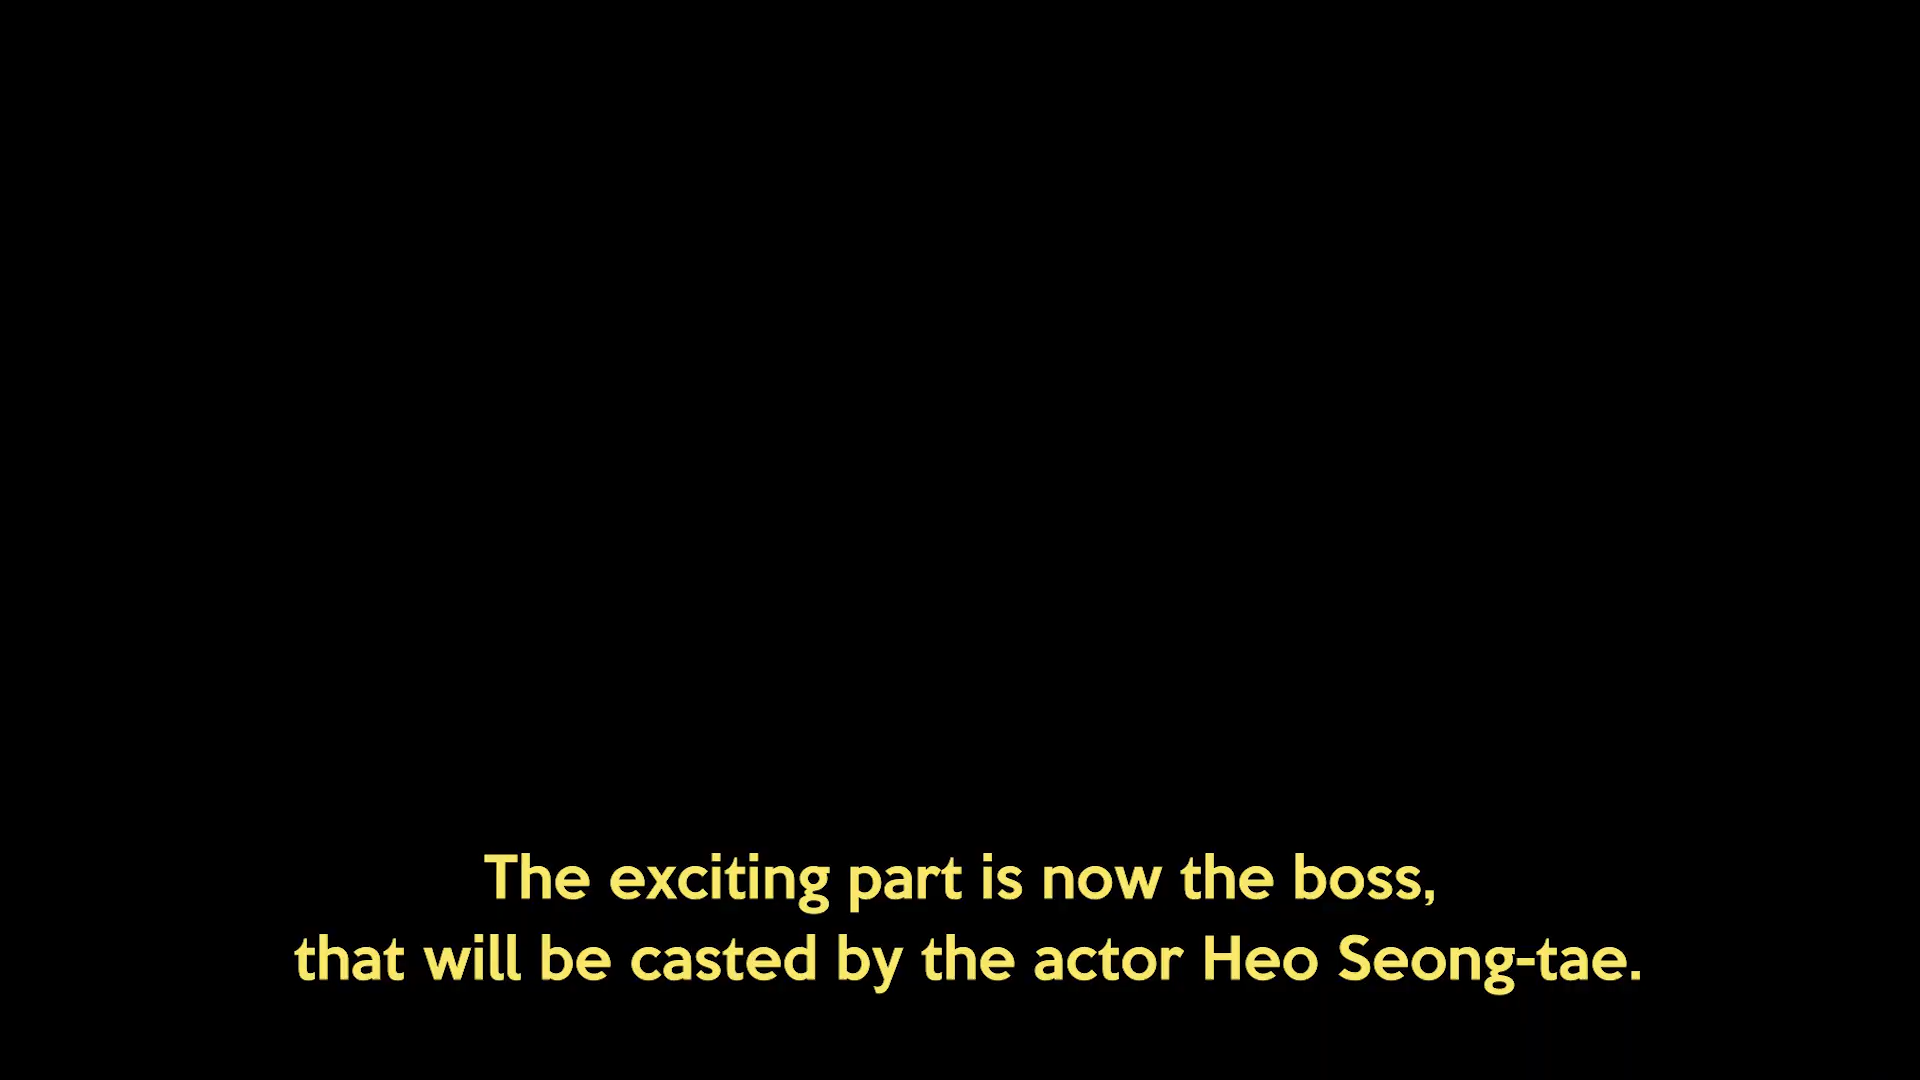 The exciting part is now the boss,
that will be casted by the actor Heo Seong-tae.